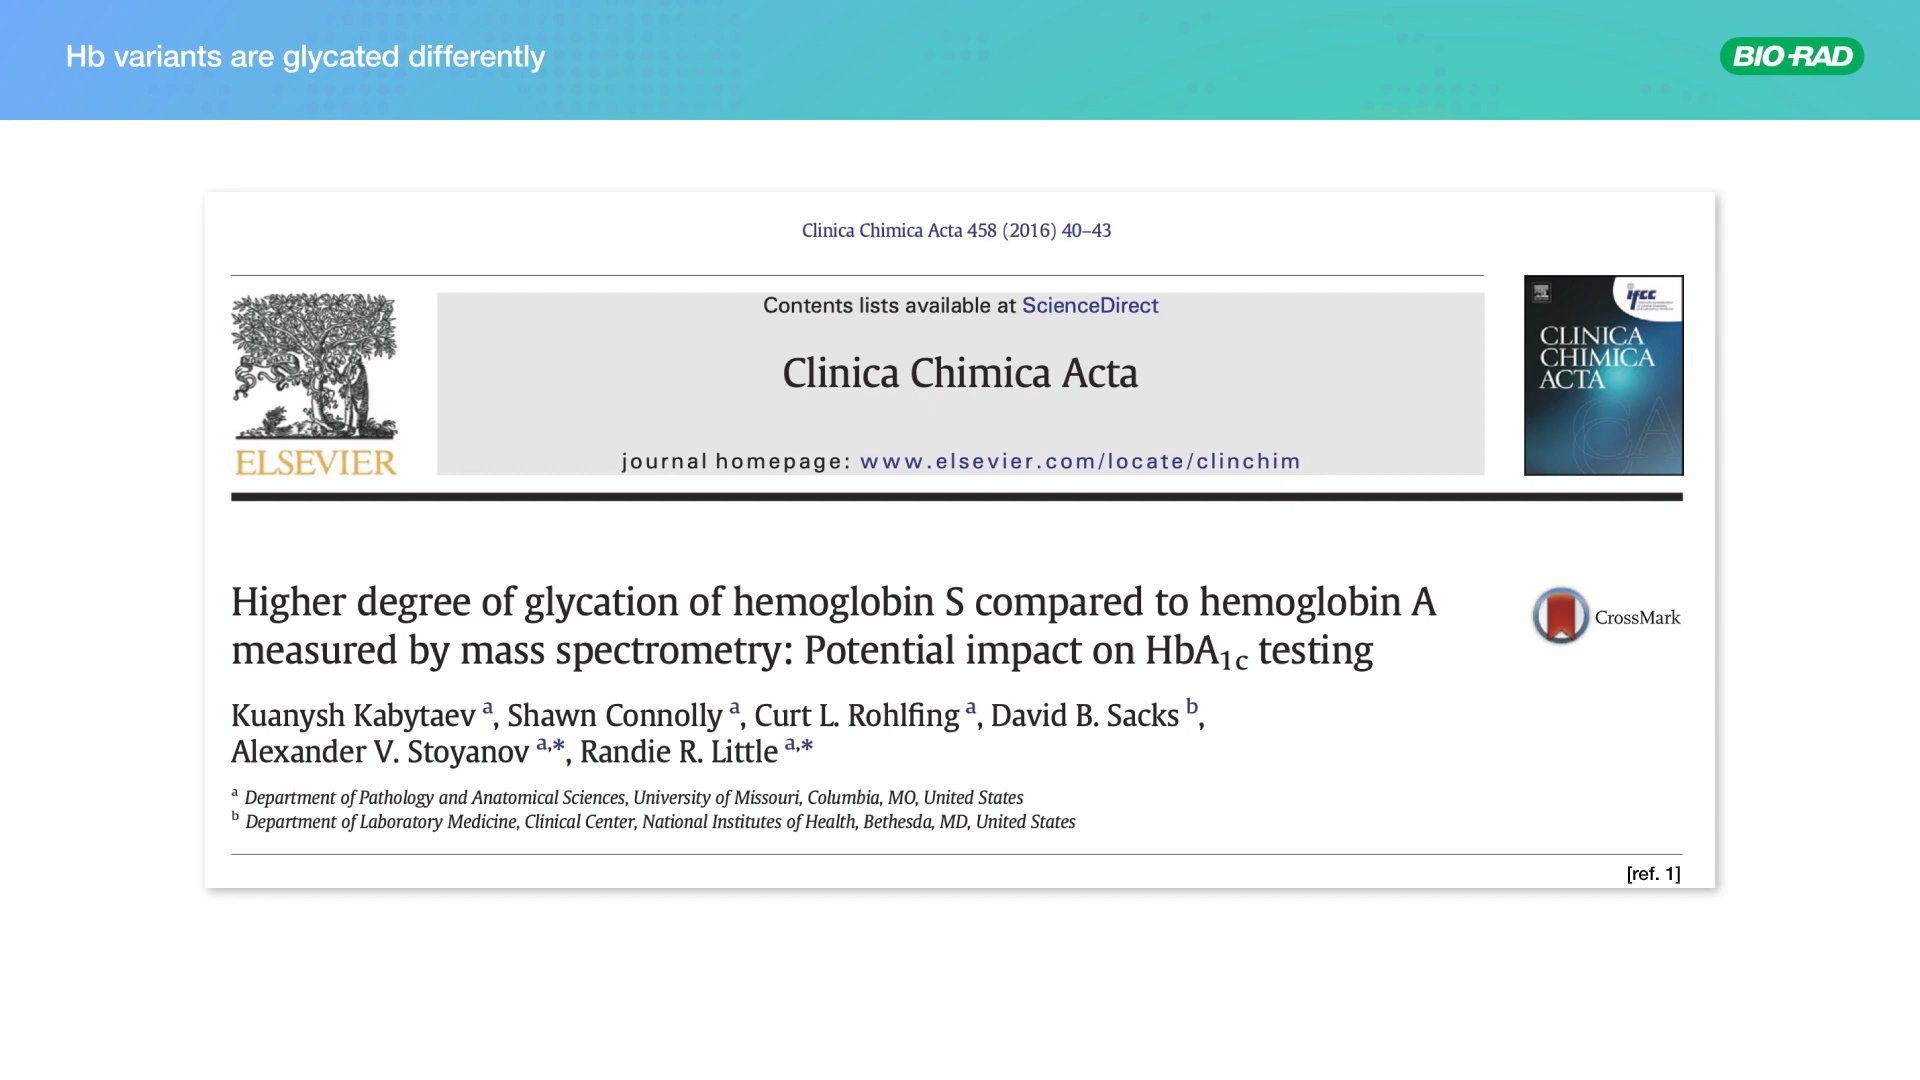 Hb variants are glycated differently
BIO-RAD
Clinica Chimica Acta 458 (2016) 40–43
Contents lists available at ScienceDirect
Clinica Chimica Acta
journal homepage: www.elsevier.com/locate/clinchim
ELSEVIER
ifcc
CLINICA
CHIMICA
ACTA
Higher degree of glycation of hemoglobin S compared to hemoglobin A
measured by mass spectrometry: Potential impact on HbA1c testing
CrossMark
Kuanysh Kabytaev a, Shawn Connolly a, Curt L. Rohlfing a, David B. Sacks b,
Alexander V. Stoyanov a,*, Randie R. Little a,*
a Department of Pathology and Anatomical Sciences, University of Missouri, Columbia, MO, United States
b Department of Laboratory Medicine, Clinical Center, National Institutes of Health, Bethesda, MD, United States
[ref. 1]